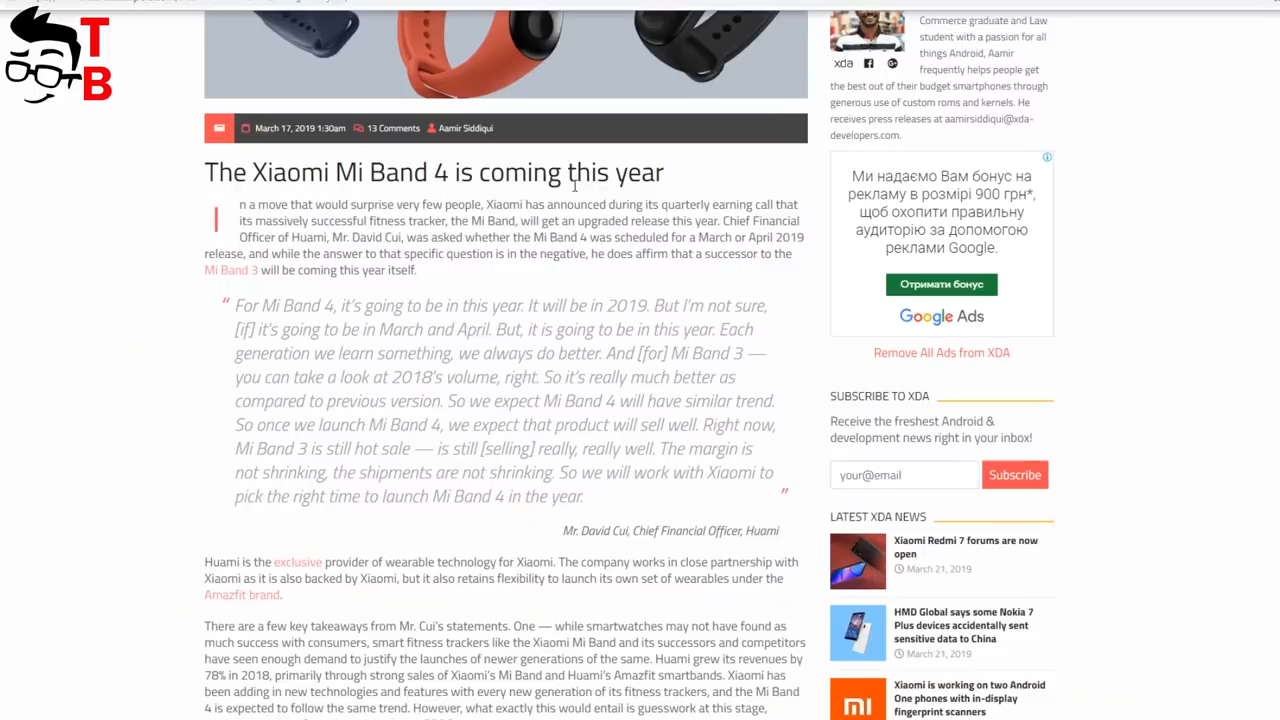 T
B
March 17, 2019 1:30am 13 Comments Aamir Siddiqui
The Xiaomi Mi Band 4 is coming this year
In a move that would surprise very few people, Xiaomi has announced during its quarterly earning call that
its massively successful fitness tracker, the Mi Band, will get an upgraded release this year. Chief Financial
Officer of Huami, Mr. David Cui, was asked whether the Mi Band 4 was scheduled for a March or April 2019
release, and while the answer to that specific question is in the negative, he does affirm that a successor to the
Mi Band 3 will be coming this year itself.
“ For Mi Band 4, it’s going to be in this year. It will be in 2019. But I’m not sure,
[if] it’s going to be in March and April. But, it is going to be in this year. Each
generation we learn something, we always do better. And [for] Mi Band 3 —
you can take a look at 2018’s volume, right. So it’s really much better as
compared to previous version. So we expect Mi Band 4 will have similar trend.
So once we launch Mi Band 4, we expect that product will sell well. Right now,
Mi Band 3 is still hot sale — is still [selling] really, really well. The margin is
not shrinking, the shipments are not shrinking. So we will work with Xiaomi to
pick the right time to launch Mi Band 4 in the year. ”
Mr. David Cui, Chief Financial Officer, Huami
Huami is the exclusive provider of wearable technology for Xiaomi. The company works in close partnership with
Xiaomi as it is also backed by Xiaomi, but it also retains flexibility to launch its own set of wearables under the
Amazfit brand.
There are a few key takeaways from Mr. Cui’s statements. One — while smartwatches may not have found as
much success with consumers, smart fitness trackers like the Xiaomi Mi Band and its successors and competitors
have seen enough demand to justify the launches of newer generations of the same. Huami grew its revenues by
78% in 2018, primarily through strong sales of Xiaomi’s Mi Band and Huami’s Amazfit smartbands. Xiaomi has
been adding in new technologies and features with every new generation of its fitness trackers, and the Mi Band
4 is expected to follow the same trend. However, what exactly this would entail is guesswork at this stage,
Commerce graduate and Law
student with a passion for all
things Android, Aamir
frequently helps people get
the best out of their budget smartphones through
generous use of custom roms and kernels. He
receives press releases at aamirsiddiqui@xda-
developers.com.
xda
Ми надаємо Вам бонус на
рекламу в розмірі 900 грн*,
щоб охопити правильну
аудиторію за допомогою
реклами Google.
Отримати бонус
Google Ads
Remove All Ads from XDA
SUBSCRIBE TO XDA
Receive the freshest Android &
development news right in your inbox!
your@email Subscribe
LATEST XDA NEWS
Xiaomi Redmi 7 forums are now
open
March 21, 2019
HMD Global says some Nokia 7
Plus devices accidentally sent
sensitive data to China
March 21, 2019
Xiaomi is working on two Android
One phones with in-display
fingerprint scanners